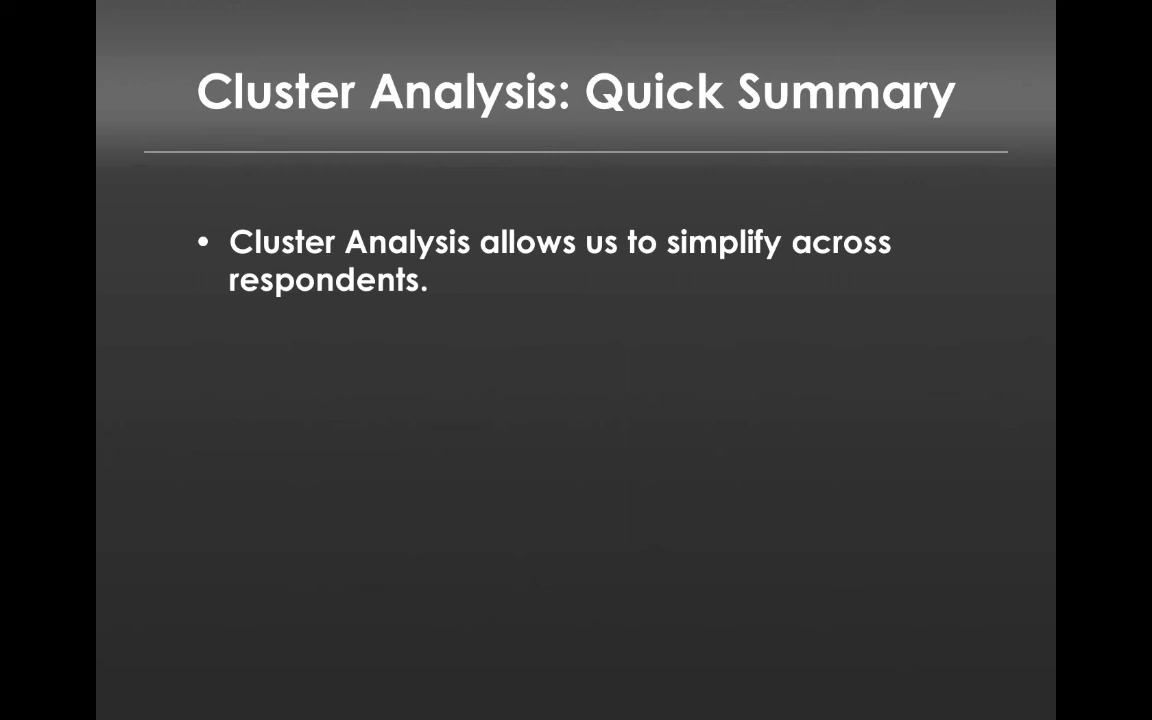 Cluster Analysis: Quick Summary
• Cluster Analysis allows us to simplify across
respondents.